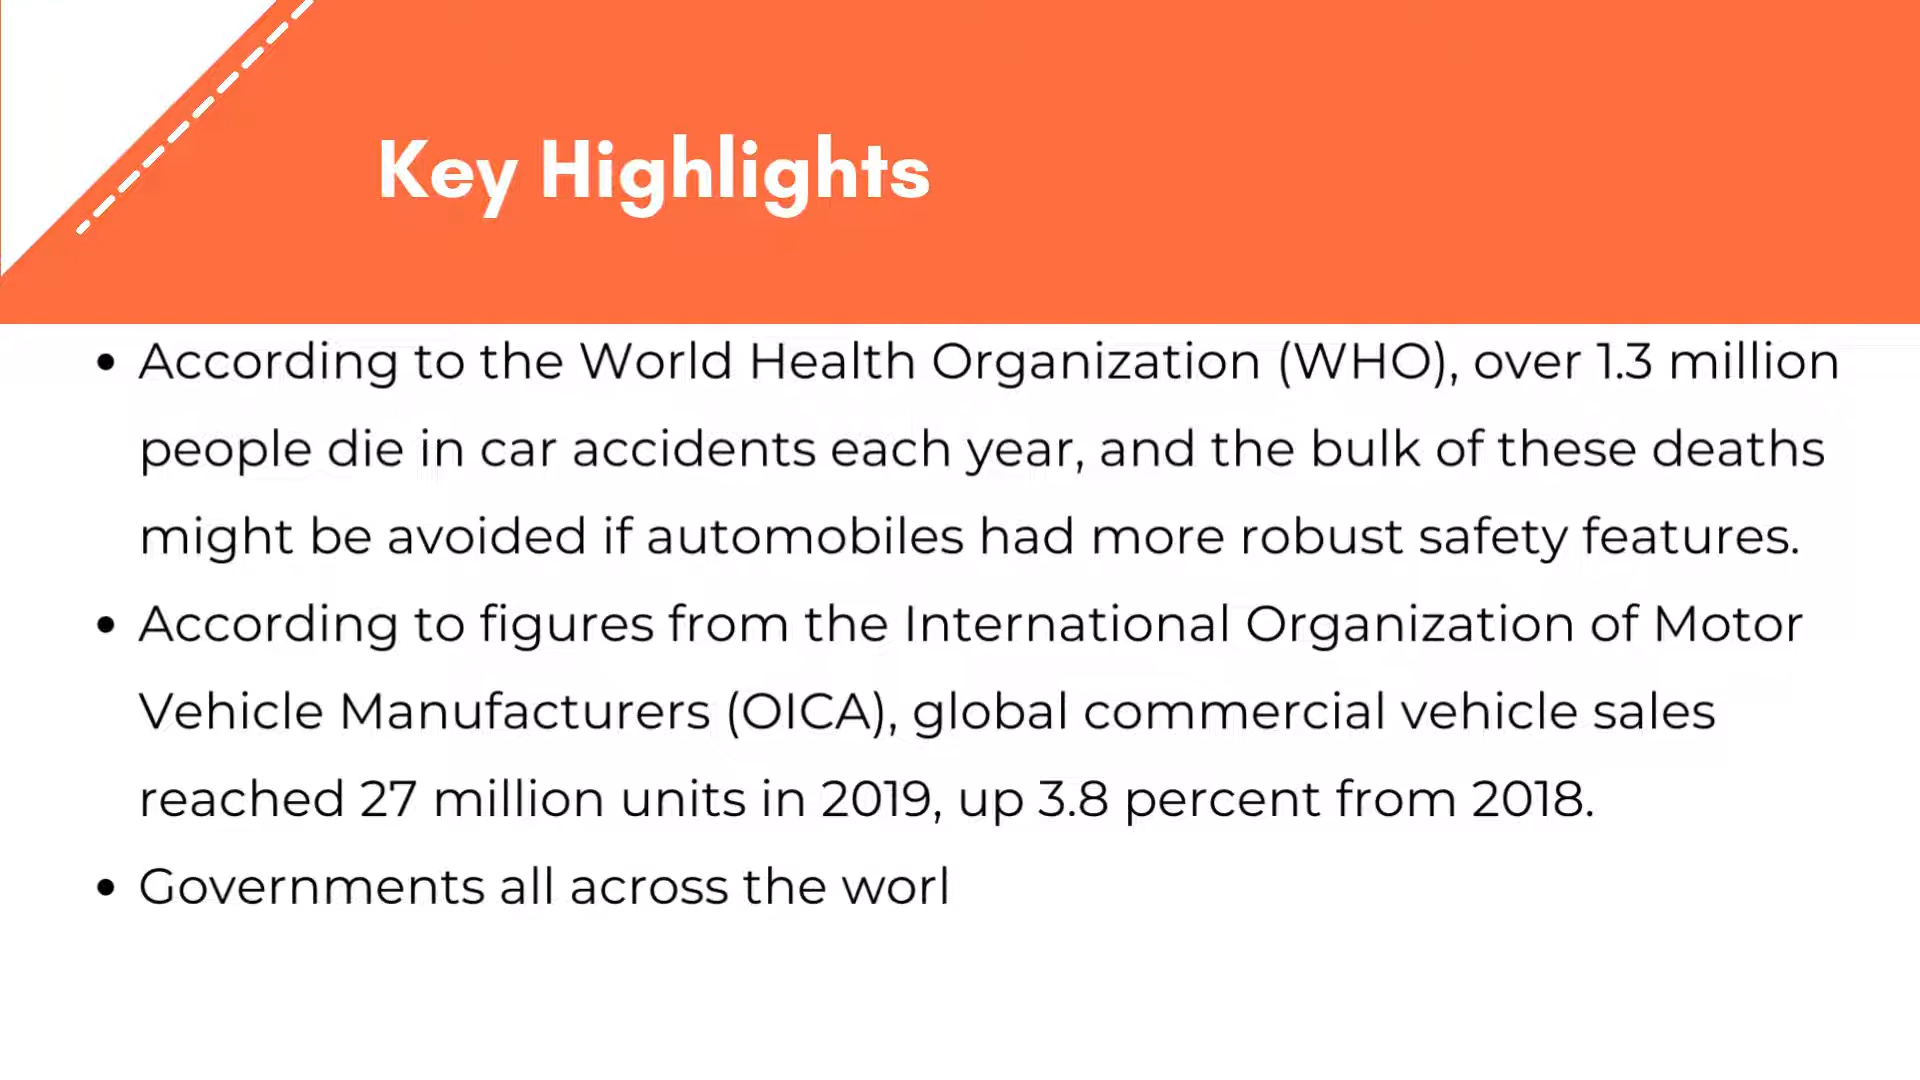 Key Highlights
• According to the World Health Organization (WHO), over 1.3 million
people die in car accidents each year, and the bulk of these deaths
might be avoided if automobiles had more robust safety features.
• According to figures from the International Organization of Motor
Vehicle Manufacturers (OICA), global commercial vehicle sales
reached 27 million units in 2019, up 3.8 percent from 2018.
• Governments all across the worl